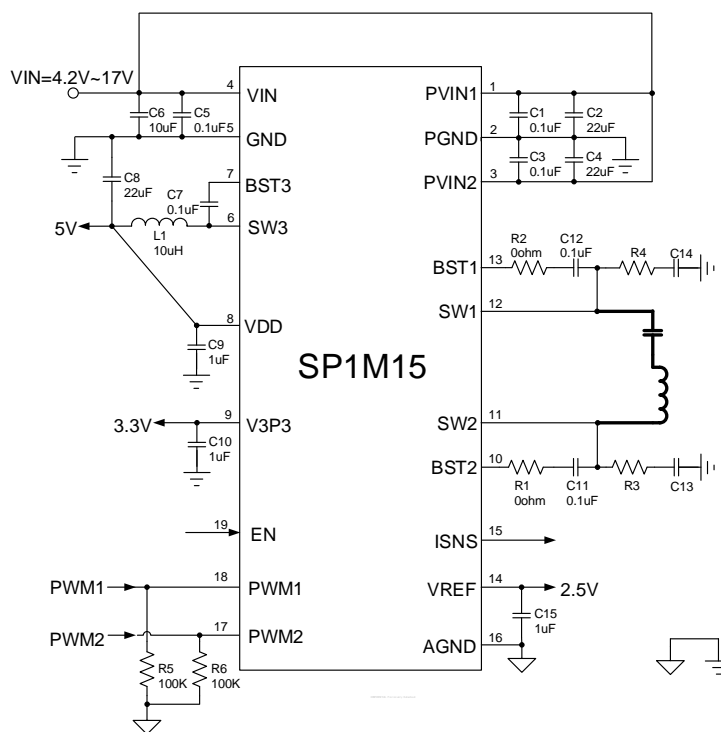 VIN=4.2V~17V
4
VIN
C6
10uF
C5
0.1uF
5
GND
C8
22uF
7
BST3
C7
0.1uF
5V
L1
10uH
6
SW3
8
VDD
C9
1uF
SP1M15
3.3V
9
V3P3
C10
1uF
19
EN
PWM1
18
PWM1
PWM2
17
PWM2
R5
100K
R6
100K
PVIN1
1
C1
0.1uF
C2
22uF
PGND
2
C3
0.1uF
C4
22uF
PVIN2
3
BST1
13
R2
0ohm
C12
0.1uF
R4
C14
SW1
12
SW2
11
BST2
10
R1
0ohm
C11
0.1uF
R3
C13
ISNS
15
VREF
14
2.5V
C15
1uF
AGND
16